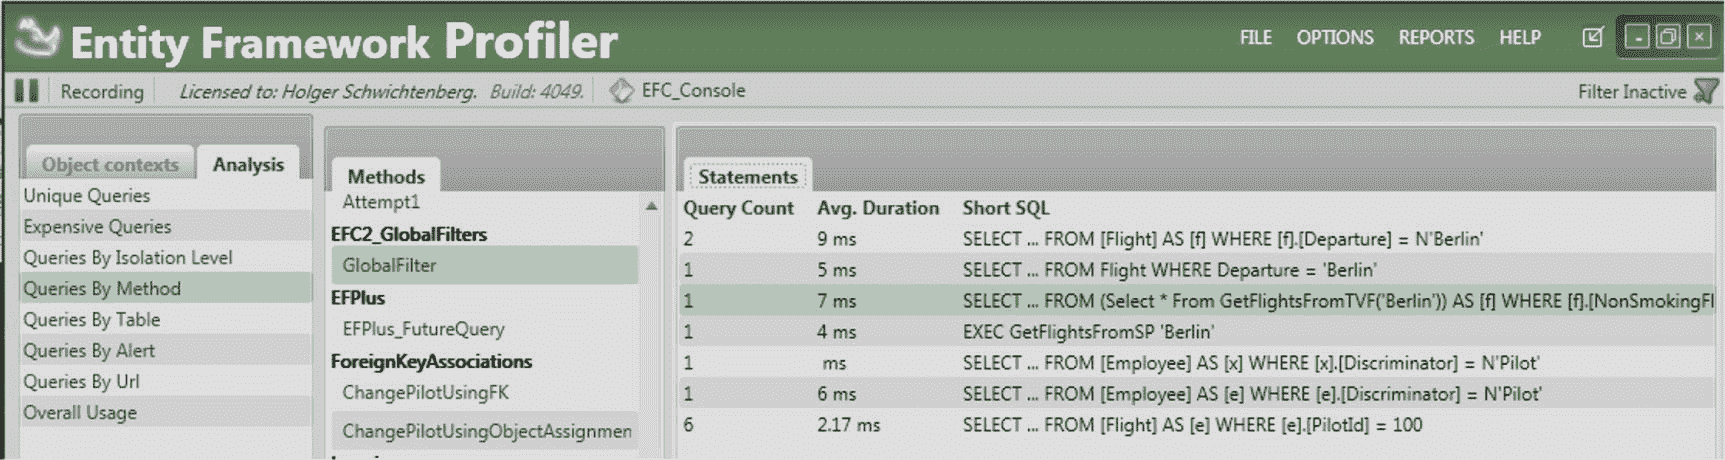 Entity Framework Profiler
FILE OPTIONS REPORTS HELP
Recording Licensed to: Holger Schwichtenberg. Build: 4049. EFC_Console Filter Inactive
Object contexts Analysis
Unique Queries
Expensive Queries
Queries By Isolation Level
Queries By Method
Queries By Table
Queries By Alert
Queries By Url
Overall Usage
Methods
Attempt1
EFC2_GlobalFilters
GlobalFilter
EFPlus
EFPlus_FutureQuery
ForeignKeyAssociations
ChangePilotUsingFK
ChangePilotUsingObjectAssignmen
Statements
Query Count Avg. Duration Short SQL
2 9 ms SELECT ... FROM [Flight] AS [f] WHERE [f].[Departure] = N'Berlin'
1 5 ms SELECT ... FROM Flight WHERE Departure = 'Berlin'
1 7 ms SELECT ... FROM (Select * From GetFlightsFromTVF('Berlin')) AS [f] WHERE [f].[NonSmokingFl
1 4 ms EXEC GetFlightsFromSP 'Berlin'
1 ms SELECT ... FROM [Employee] AS [x] WHERE [x].[Discriminator] = N'Pilot'
1 6 ms SELECT ... FROM [Employee] AS [e] WHERE [e].[Discriminator] = N'Pilot'
6 2.17 ms SELECT ... FROM [Flight] AS [e] WHERE [e].[PilotId] = 100